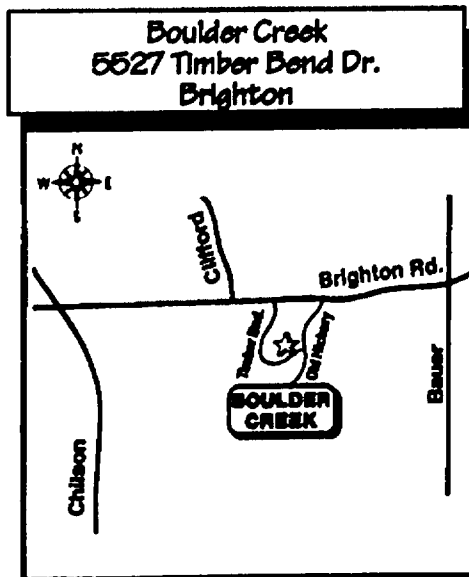 Boulder Creek
5527 Timber Bend Dr.
Brighton
N
W E
S
Clifford
Brighton Rd.
Timber Bnd.
Old Hickory
BOULDER
CREEK
Bauer
Chilson